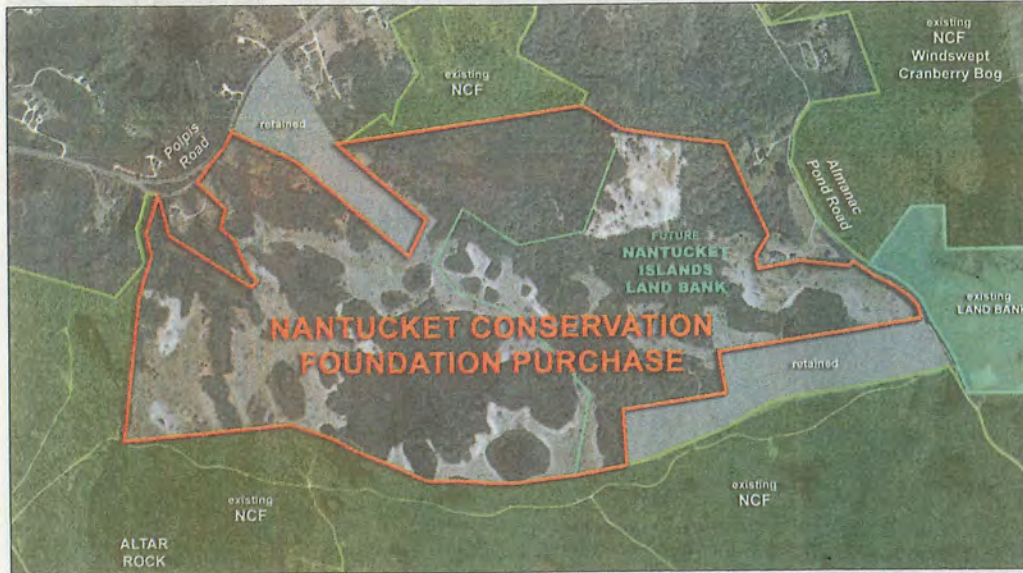 existing
NCF
Windswept
Cranberry Bog
existing
NCF
retained
Polpis
Road
Almanac
Pond Road
FUTURE
NANTUCKET
ISLANDS
LAND BANK
existing
LAND BANK
NANTUCKET CONSERVATION
FOUNDATION PURCHASE
retained
existing
NCF
existing
NCF
ALTAR
ROCK